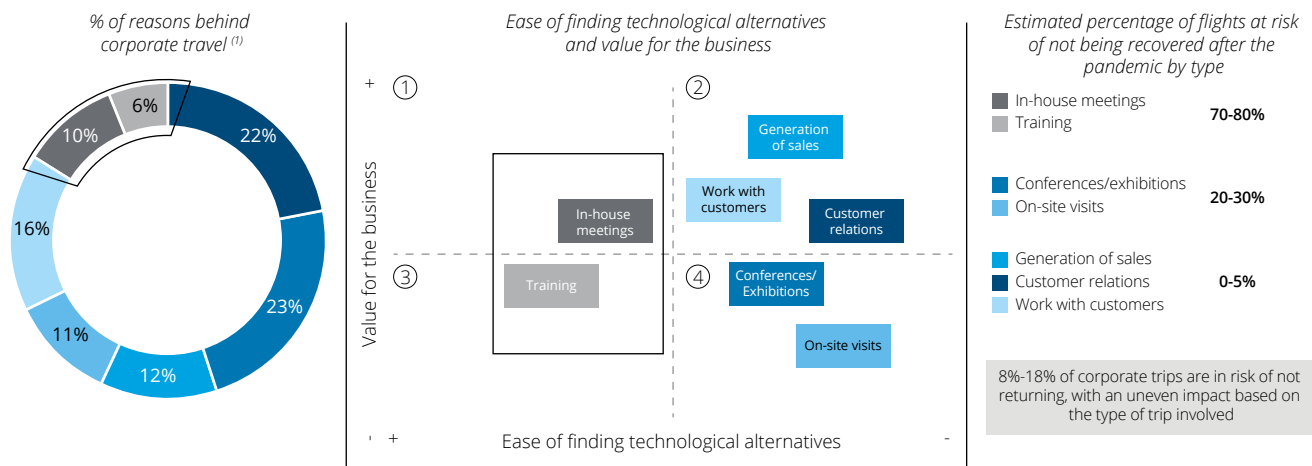 % of reasons behind
corporate travel (1)
6%
10%
22%
16%
23%
11%
12%
Ease of finding technological alternatives
and value for the business
+
1
2
Generation
of sales
Work with
customers
In-house
meetings
Customer
relations
Value for the business
3
4
Training
Conferences/
Exhibitions
On-site visits
- +
Ease of finding technological alternatives
-
Estimated percentage of flights at risk
of not being recovered after the
pandemic by type
In-house meetings
Training
70-80%
Conferences/exhibitions
On-site visits
20-30%
Generation of sales
Customer relations
Work with customers
0-5%
8%-18% of corporate trips are in risk of not
returning, with an uneven impact based on
the type of trip involved